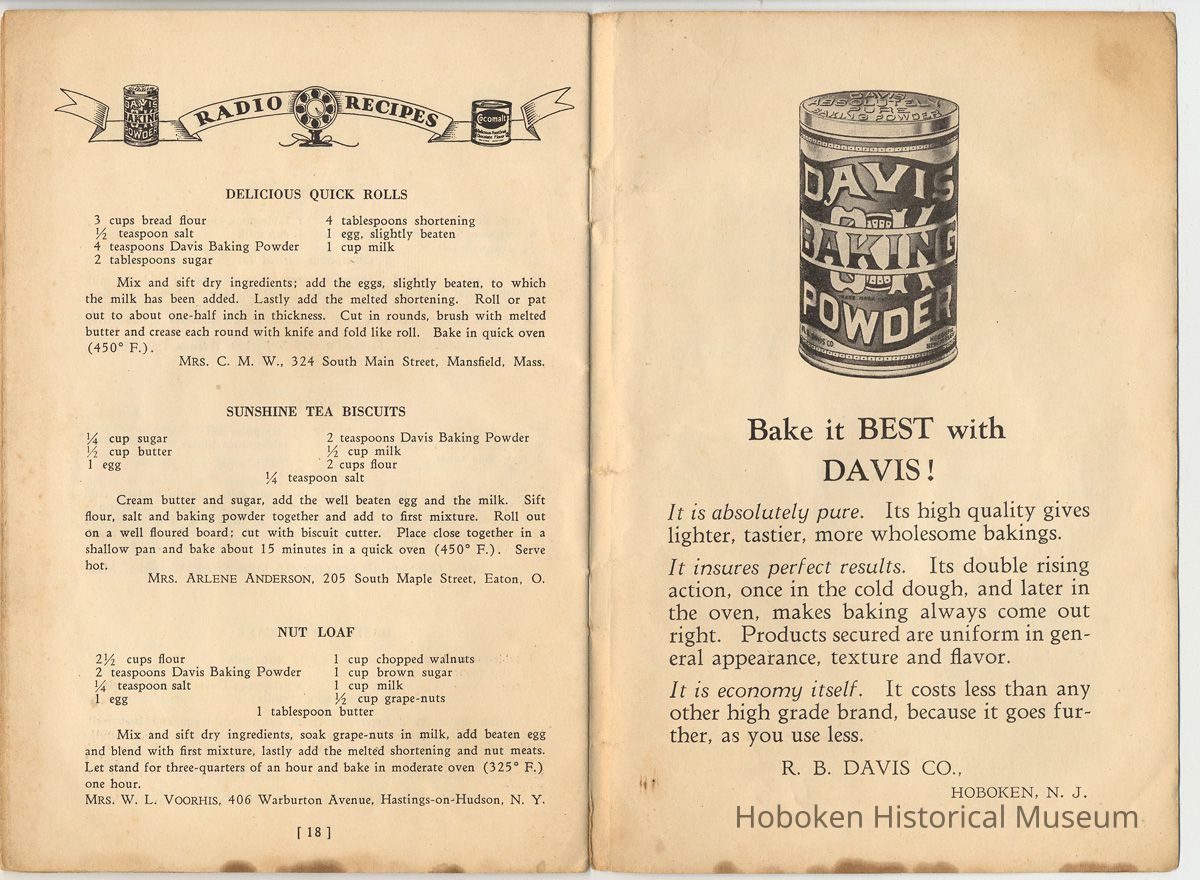 DAVIS
BAKING
POWDER
RADIO RECIPES
Cocomalt
DELICIOUS QUICK ROLLS
3 cups bread flour
½ teaspoon salt
4 teaspoons Davis Baking Powder
2 tablespoons sugar
4 tablespoons shortening
1 egg, slightly beaten
1 cup milk
Mix and sift dry ingredients; add the eggs, slightly beaten, to which
the milk has been added. Lastly add the melted shortening. Roll or pat
out to about one-half inch in thickness. Cut in rounds, brush with melted
butter and crease each round with knife and fold like roll. Bake in quick oven
(450° F.).
MRS. C. M. W., 324 South Main Street, Mansfield, Mass.
SUNSHINE TEA BISCUITS
¼ cup sugar
½ cup butter
1 egg
2 teaspoons Davis Baking Powder
½ cup milk
2 cups flour
¼ teaspoon salt
Cream butter and sugar, add the well beaten egg and the milk. Sift
flour, salt and baking powder together and add to first mixture. Roll out
on a well floured board; cut with biscuit cutter. Place close together in a
shallow pan and bake about 15 minutes in a quick oven (450° F.). Serve
hot.
MRS. ARLENE ANDERSON, 205 South Maple Street, Eaton, O.
NUT LOAF
2½ cups flour
2 teaspoons Davis Baking Powder
¼ teaspoon salt
1 egg
1 cup chopped walnuts
1 cup brown sugar
1 cup milk
½ cup grape-nuts
1 tablespoon butter
Mix and sift dry ingredients, soak grape-nuts in milk, add beaten egg
and blend with first mixture, lastly add the melted shortening and nut meats.
Let stand for three-quarters of an hour and bake in moderate oven (325° F.)
one hour.
MRS. W. L. VOORHIS, 406 Warburton Avenue, Hastings-on-Hudson, N. Y.
[ 18 ]
DAVIS
ABSOLUTELY
PURE
BAKING POWDER
DAVIS
OK
BAKING
OK
POWDER
Bake it BEST with
DAVIS!
It is absolutely pure. Its high quality gives
lighter, tastier, more wholesome bakings.
It insures perfect results. Its double rising
action, once in the cold dough, and later in
the oven, makes baking always come out
right. Products secured are uniform in gen-
eral appearance, texture and flavor.
It is economy itself. It costs less than any
other high grade brand, because it goes fur-
ther, as you use less.
R. B. DAVIS CO.,
HOBOKEN, N. J.
Hoboken Historical Museum